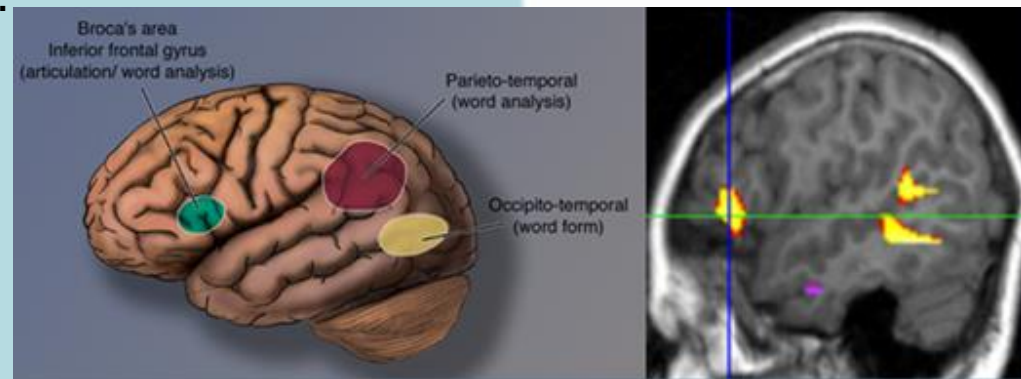 Broca's area
Inferior frontal gyrus
(articulation/ word analysis)
Parieto-temporal
(word analysis)
Occipito-temporal
(word form)